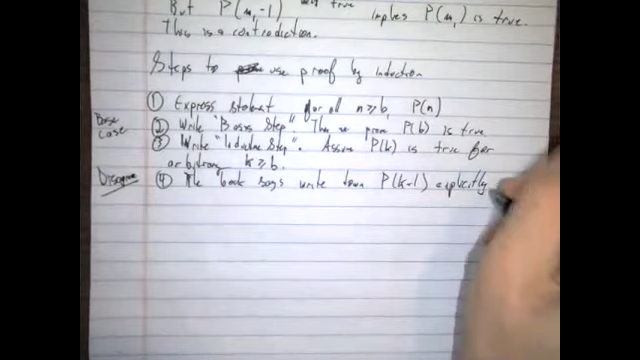 But P(m,-1) true implies P(m,) is true.
This is a contradiction.
Steps to use proof by induction
① Express statement for all n≥b, P(n)
Base case
② Write "Basis Step". Then we prove P(b) is true
③ Write "Inductive Step". Assume P(k) is true for
arbitrary k≥b.
Disagree
④ The book says write down P(k+1) explicitly